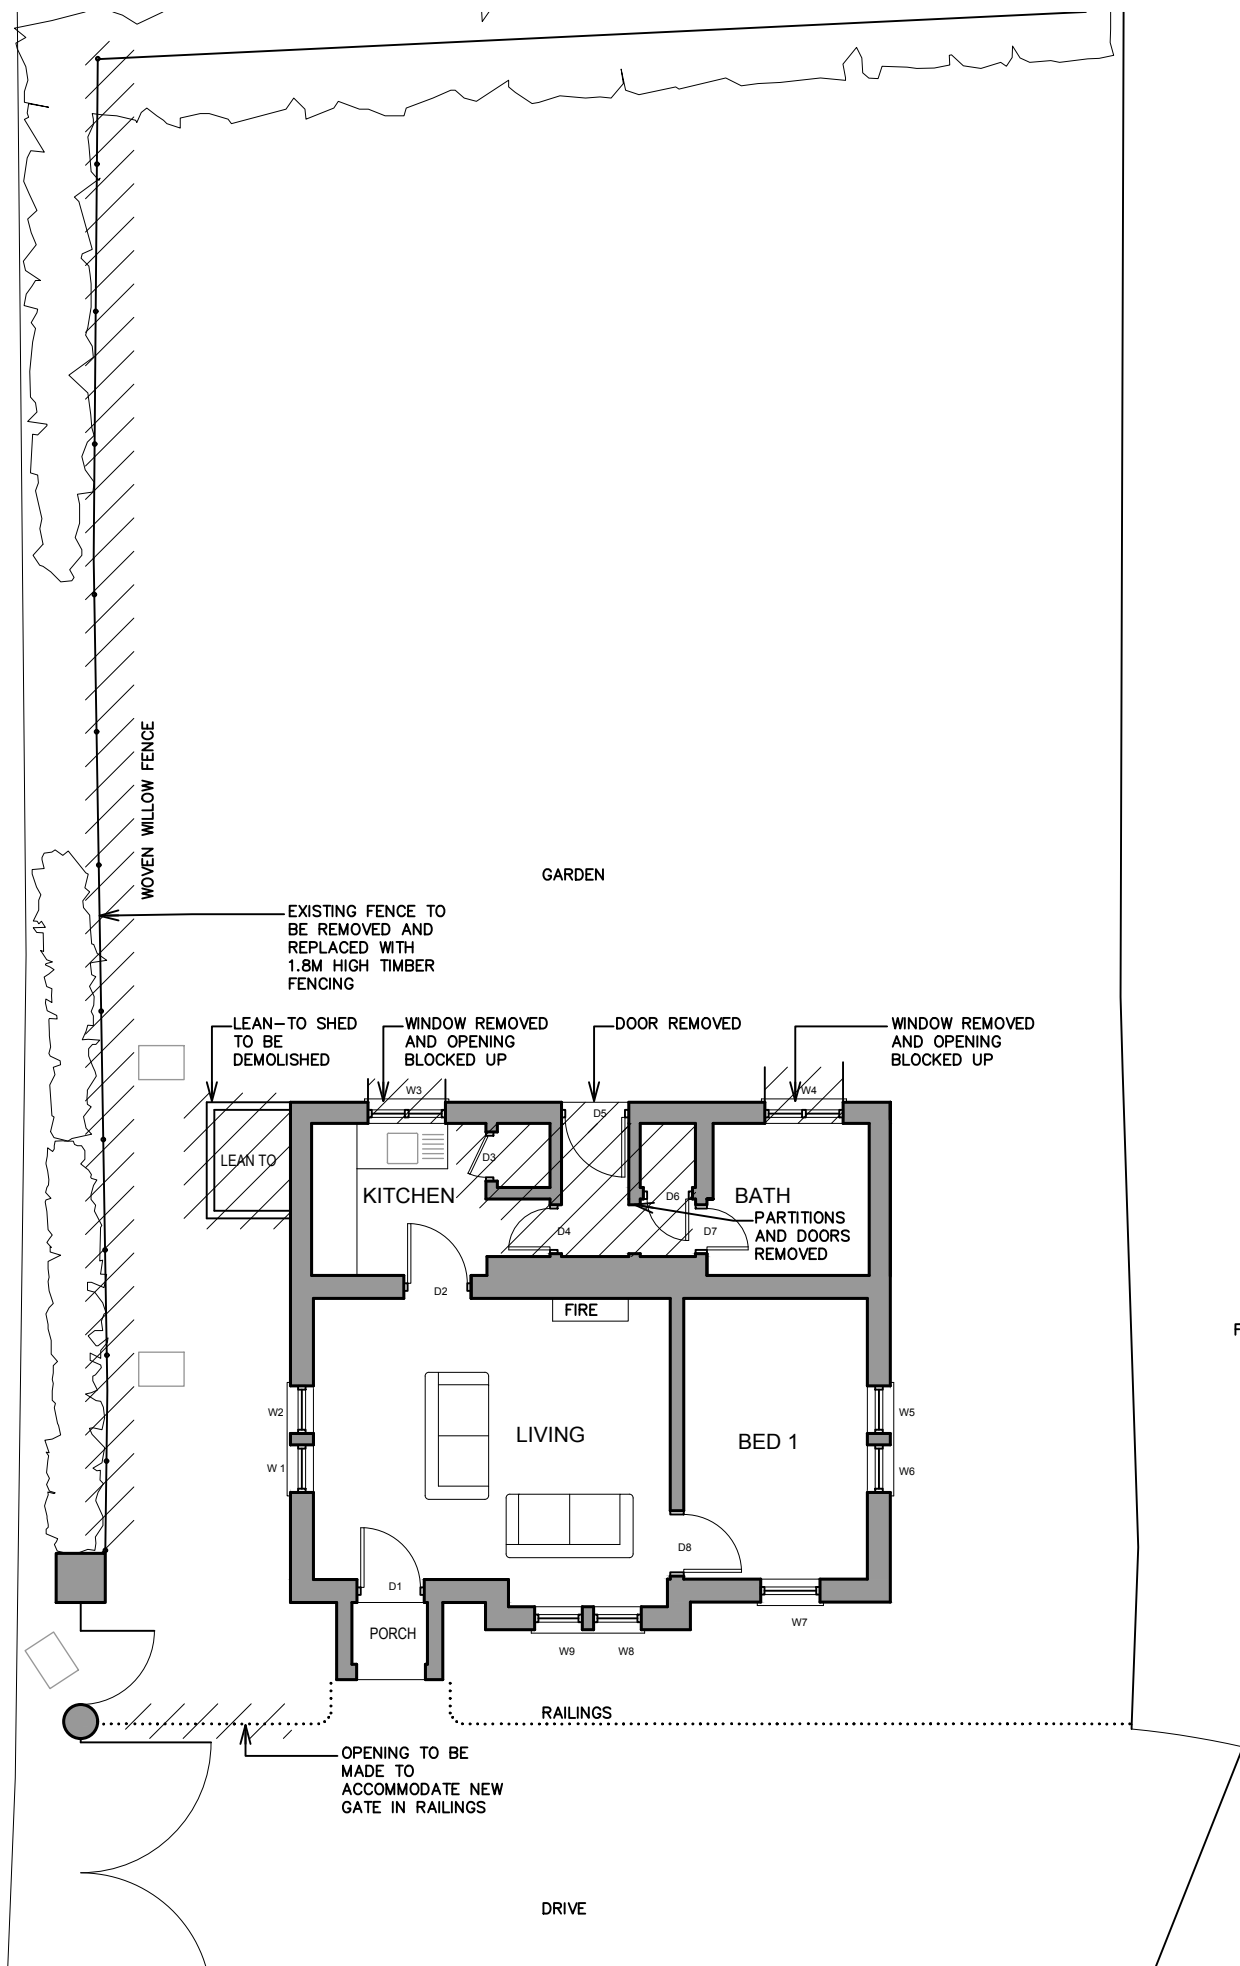 WOVEN WILLOW FENCE
GARDEN
EXISTING FENCE TO
BE REMOVED AND
REPLACED WITH
1.8M HIGH TIMBER
FENCING
LEAN-TO SHED
TO BE
DEMOLISHED
WINDOW REMOVED
AND OPENING
BLOCKED UP
DOOR REMOVED
WINDOW REMOVED
AND OPENING
BLOCKED UP
W3
W4
D5
LEAN TO
D3
KITCHEN
D6
BATH
PARTITIONS
AND DOORS
REMOVED
D4
D7
D2
FIRE
W2
LIVING
BED 1
W5
W 1
W6
D8
D1
PORCH
W9
W8
W7
RAILINGS
OPENING TO BE
MADE TO
ACCOMMODATE NEW
GATE IN RAILINGS
DRIVE